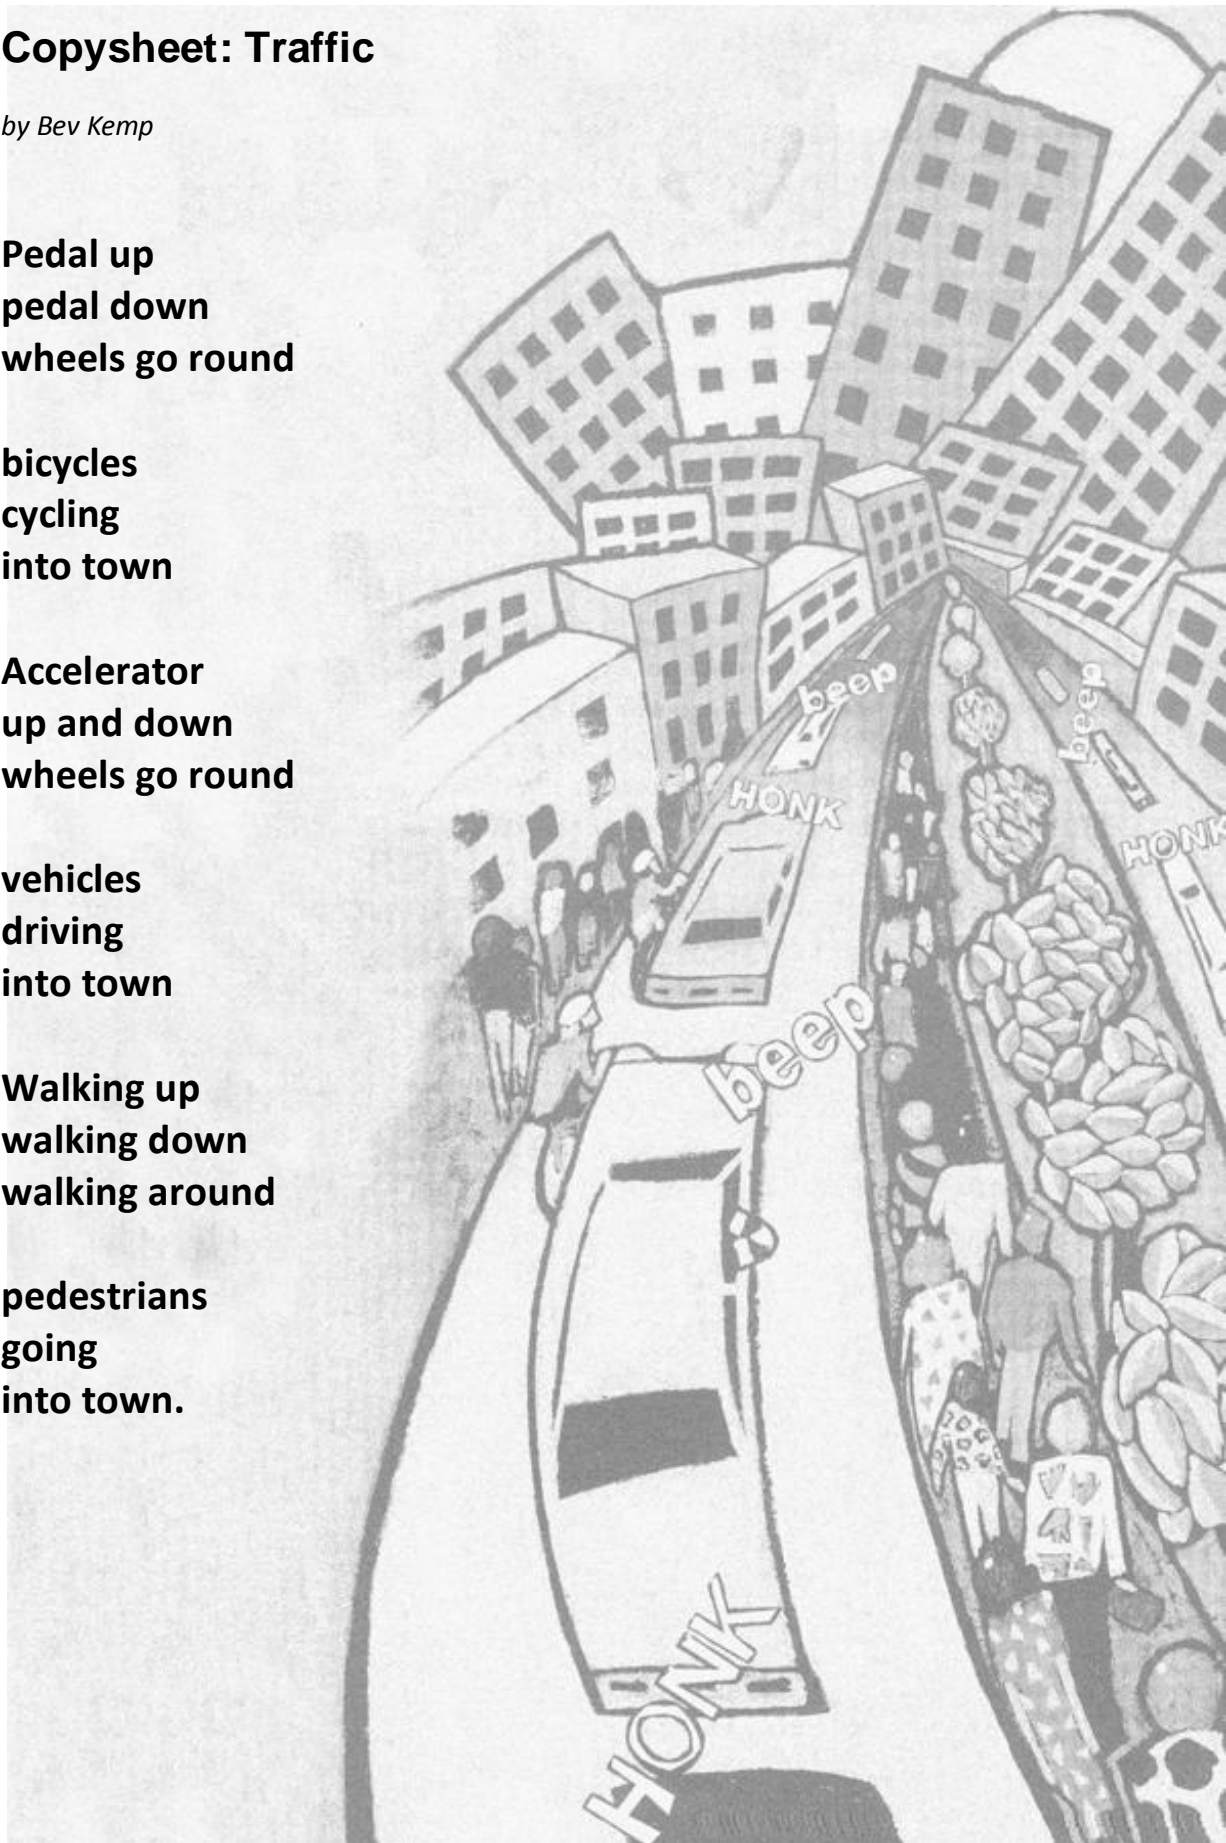 Copysheet: Traffic
by Bev Kemp
Pedal up
pedal down
wheels go round
bicycles
cycling
into town
Accelerator
up and down
wheels go round
vehicles
driving
into town
Walking up
walking down
walking around
pedestrians
going
into town.
beep
beep
HONK
HONK
beep
HONK